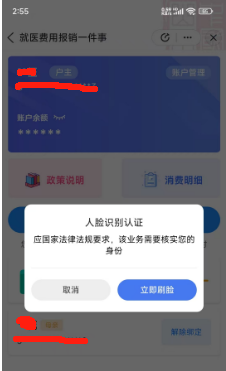 2:55
就医费用报销一件事
户主
账户管理
账户余额
******
政策说明
消费明细
人脸识别认证
应国家法律法规要求，该业务需要核实您的
身份
取消
立即刷脸
解除绑定